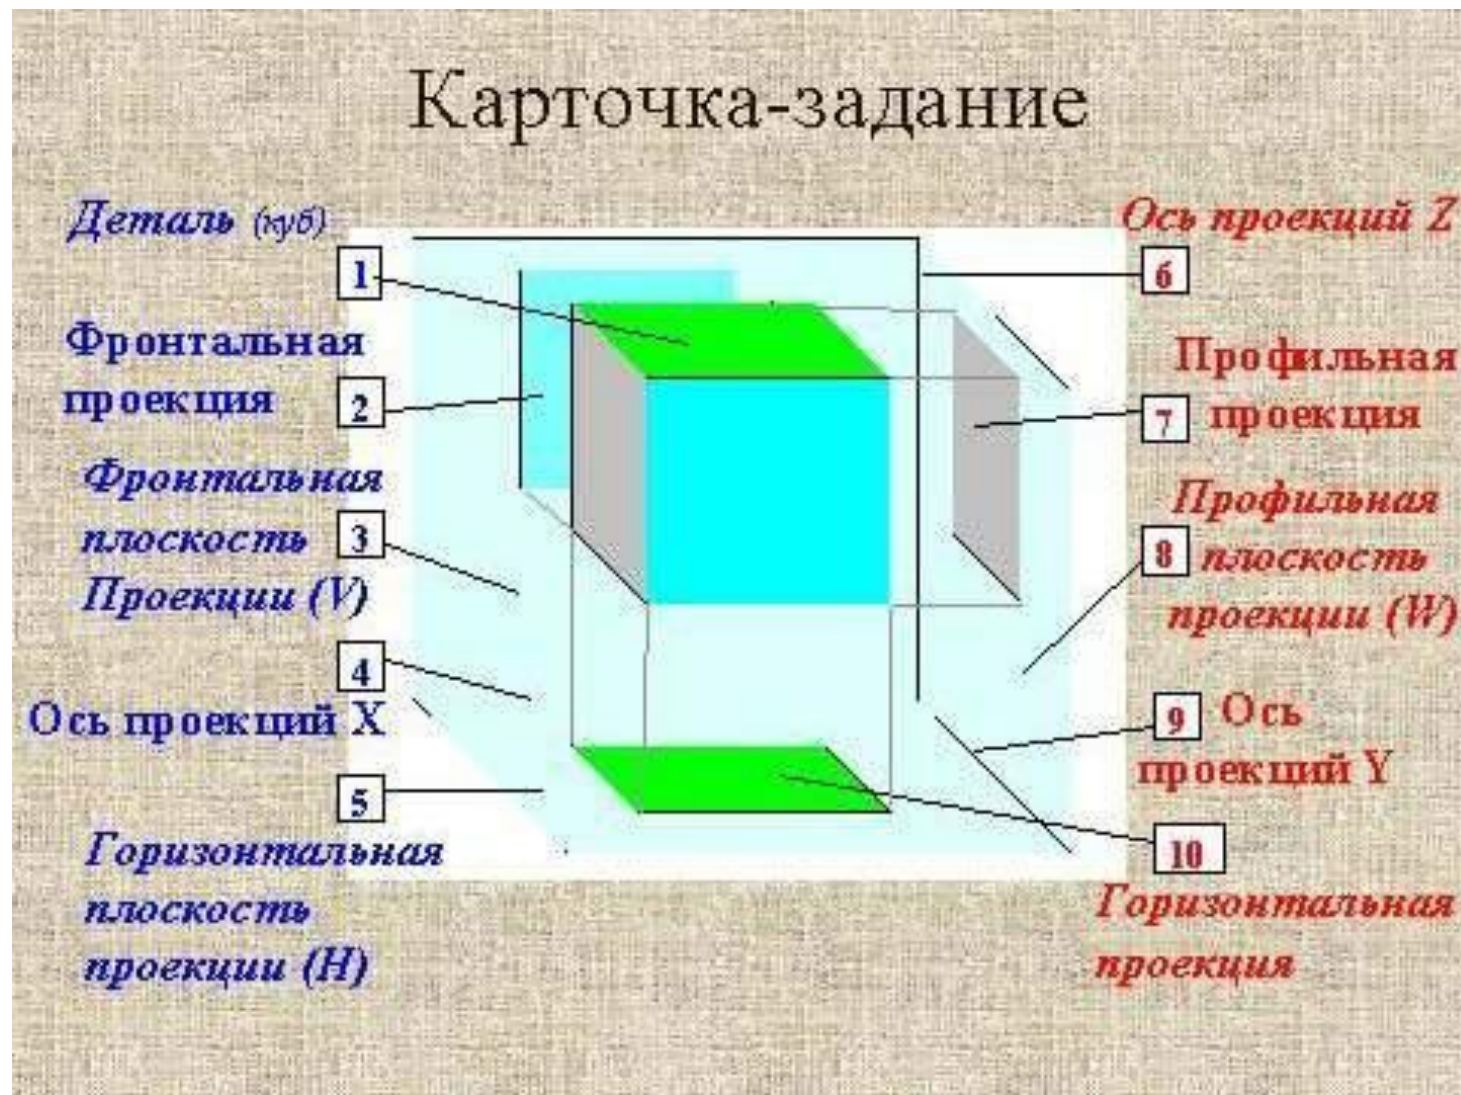 Карточка-задание
Деталь (куб)
1
Фронтальная
проекция
2
Фронтальная
плоскость
3
Проекции (V)
4
Ось проекций X
5
Горизонтальная
плоскость
проекции (H)
Ось проекций Z
6
Профильная
7 проекция
Профильная
8 плоскость
проекции (W)
9 Ось
проекций Y
10
Горизонтальная
проекция